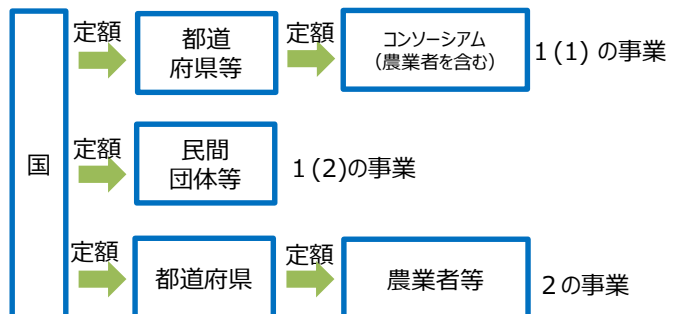 国
定額
都道
府県等
定額
コンソーシアム
(農業者を含む)
1(1) の事業
定額
民間
団体等
1(2)の事業
定額
都道府県
定額
農業者等
2の事業